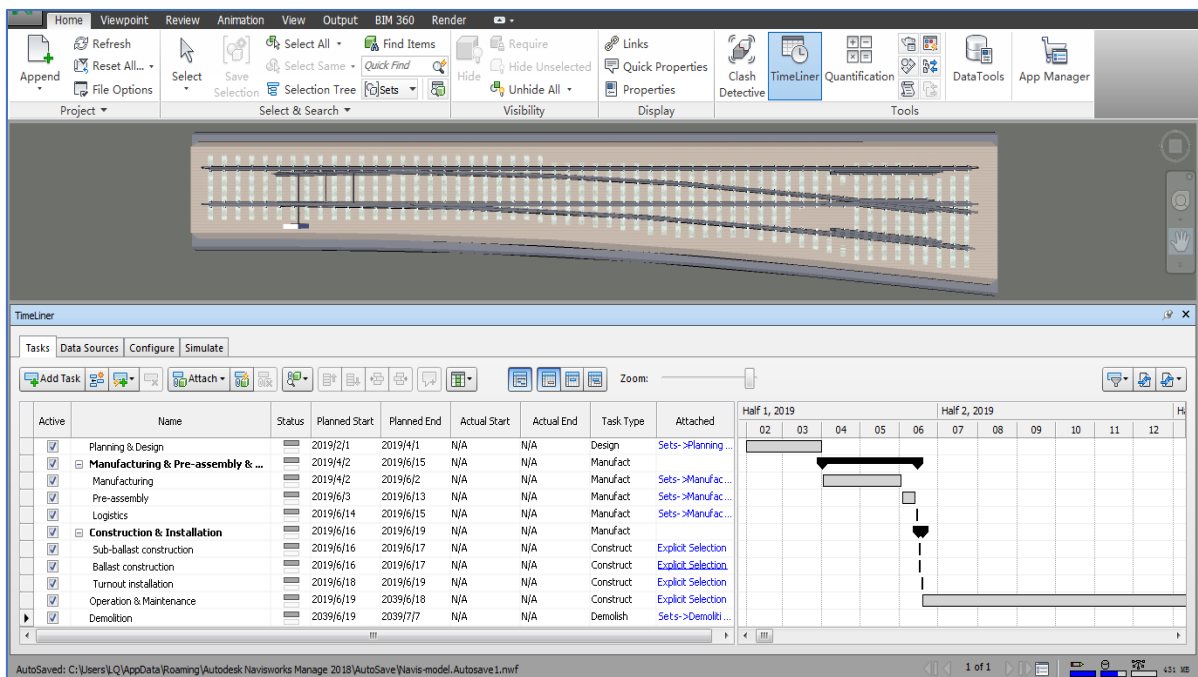 Home Viewpoint Review Animation View Output BIM 360 Render
Append
Refresh
Reset All...
File Options
Project
Select
Save Selection
Select All
Select Same
Selection Tree
Find Items
Quick Find
Sets
Select & Search
Hide
Require
Hide Unselected
Unhide All
Visibility
Links
Quick Properties
Properties
Display
Clash Detective
TimeLiner
Quantification
Tools
DataTools
App Manager
TimeLiner
Tasks Data Sources Configure Simulate
Add Task Attach Zoom:
Active Name Status Planned Start Planned End Actual Start Actual End Task Type Attached
Half 1, 2019 Half 2, 2019
02 03 04 05 06 07 08 09 10 11 12
Planning & Design 2019/2/1 2019/4/1 N/A N/A Design Sets->Planning ...
Manufacturing & Pre-assembly & ... 2019/4/2 2019/6/15 N/A N/A Manufact
Manufacturing 2019/4/2 2019/6/2 N/A N/A Manufact Sets->Manufac...
Pre-assembly 2019/6/3 2019/6/13 N/A N/A Manufact Sets->Manufac...
Logistics 2019/6/14 2019/6/15 N/A N/A Manufact Sets->Manufac...
Construction & Installation 2019/6/16 2019/6/19 N/A N/A Manufact
Sub-ballast construction 2019/6/16 2019/6/17 N/A N/A Construct Explicit Selection
Ballast construction 2019/6/16 2019/6/17 N/A N/A Construct Explicit Selection
Turnout installation 2019/6/18 2019/6/19 N/A N/A Construct Explicit Selection
Operation & Maintenance 2019/6/19 2039/6/18 N/A N/A Construct Explicit Selection
Demolition 2039/6/19 2039/7/7 N/A N/A Demolish Sets->Demoliti...
AutoSaved: C:\Users\LQ\AppData\Roaming\Autodesk Navisworks Manage 2018\AutoSave\Navis-model.Autosave1.nwf
1 of 1
431 MB